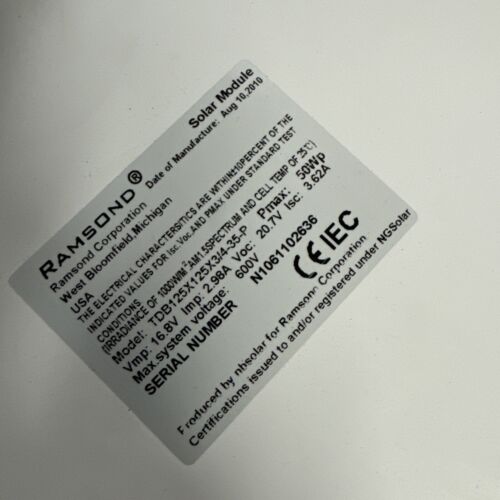 RAMSOND® Solar Module
Ramsond Corporation Date of Manufacture: Aug 10,2010
West Bloomfield,Michigan
USA
THE ELECTRICAL CHARACTERSITICS ARE WITHIN±10PERCENT OF THE
INDICATED VALUES FOR Isc.Voc.AND PMAX UNDER STANDARD TEST
CONDITIONS
(IRRADIANCE OF 1000W/M²,AM1.5SPECTRUM AND CELL TEMP OF 25℃)
Model: TDB125X125X3/4-35-P Pmax: 50Wp
Vmp: 16.8V Imp: 2.98A Voc: 20.7V Isc: 3.62A
Max.system voltage: 600V
SERIAL NUMBER N1061102636
CE IEC
Produced by nbsolar for Ramsond Corporation
Certifications issued to and/or registered under NGSolar